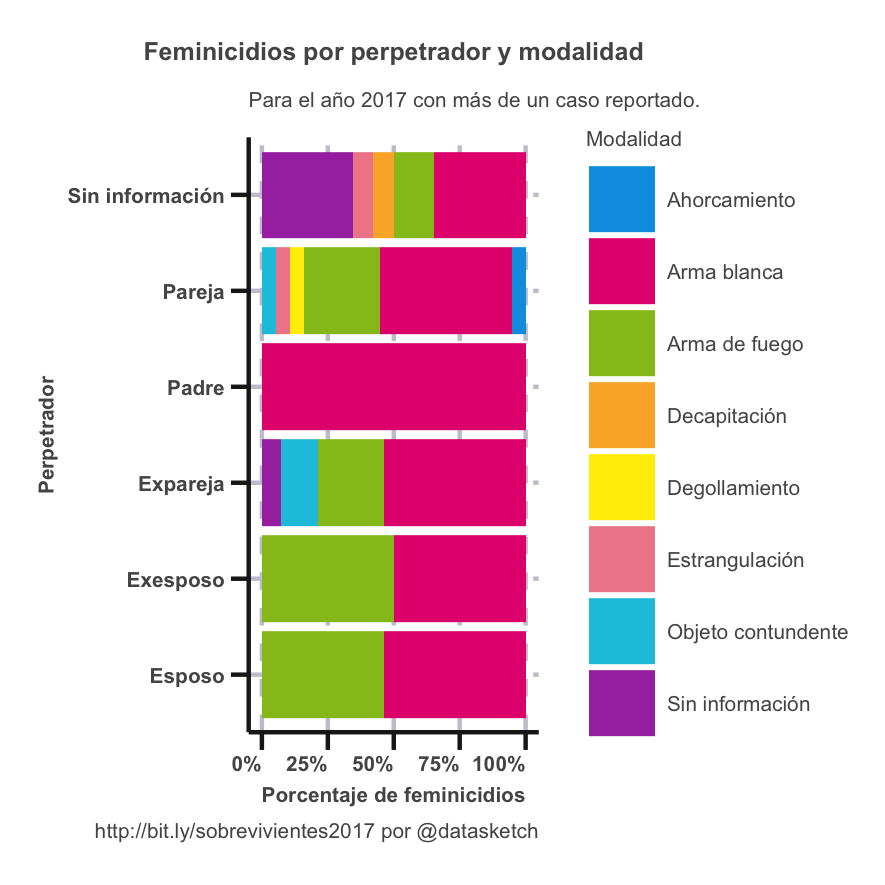 Feminicidios por perpetrador y modalidad
Para el año 2017 con más de un caso reportado.
Modalidad
Ahorcamiento
Arma blanca
Arma de fuego
Decapitación
Degollamiento
Estrangulación
Objeto contundente
Sin información
Perpetrador
Sin información
Pareja
Padre
Expareja
Exesposo
Esposo
0% 25% 50% 75% 100%
Porcentaje de feminicidios
http://bit.ly/sobrevivientes2017 por @datasketch